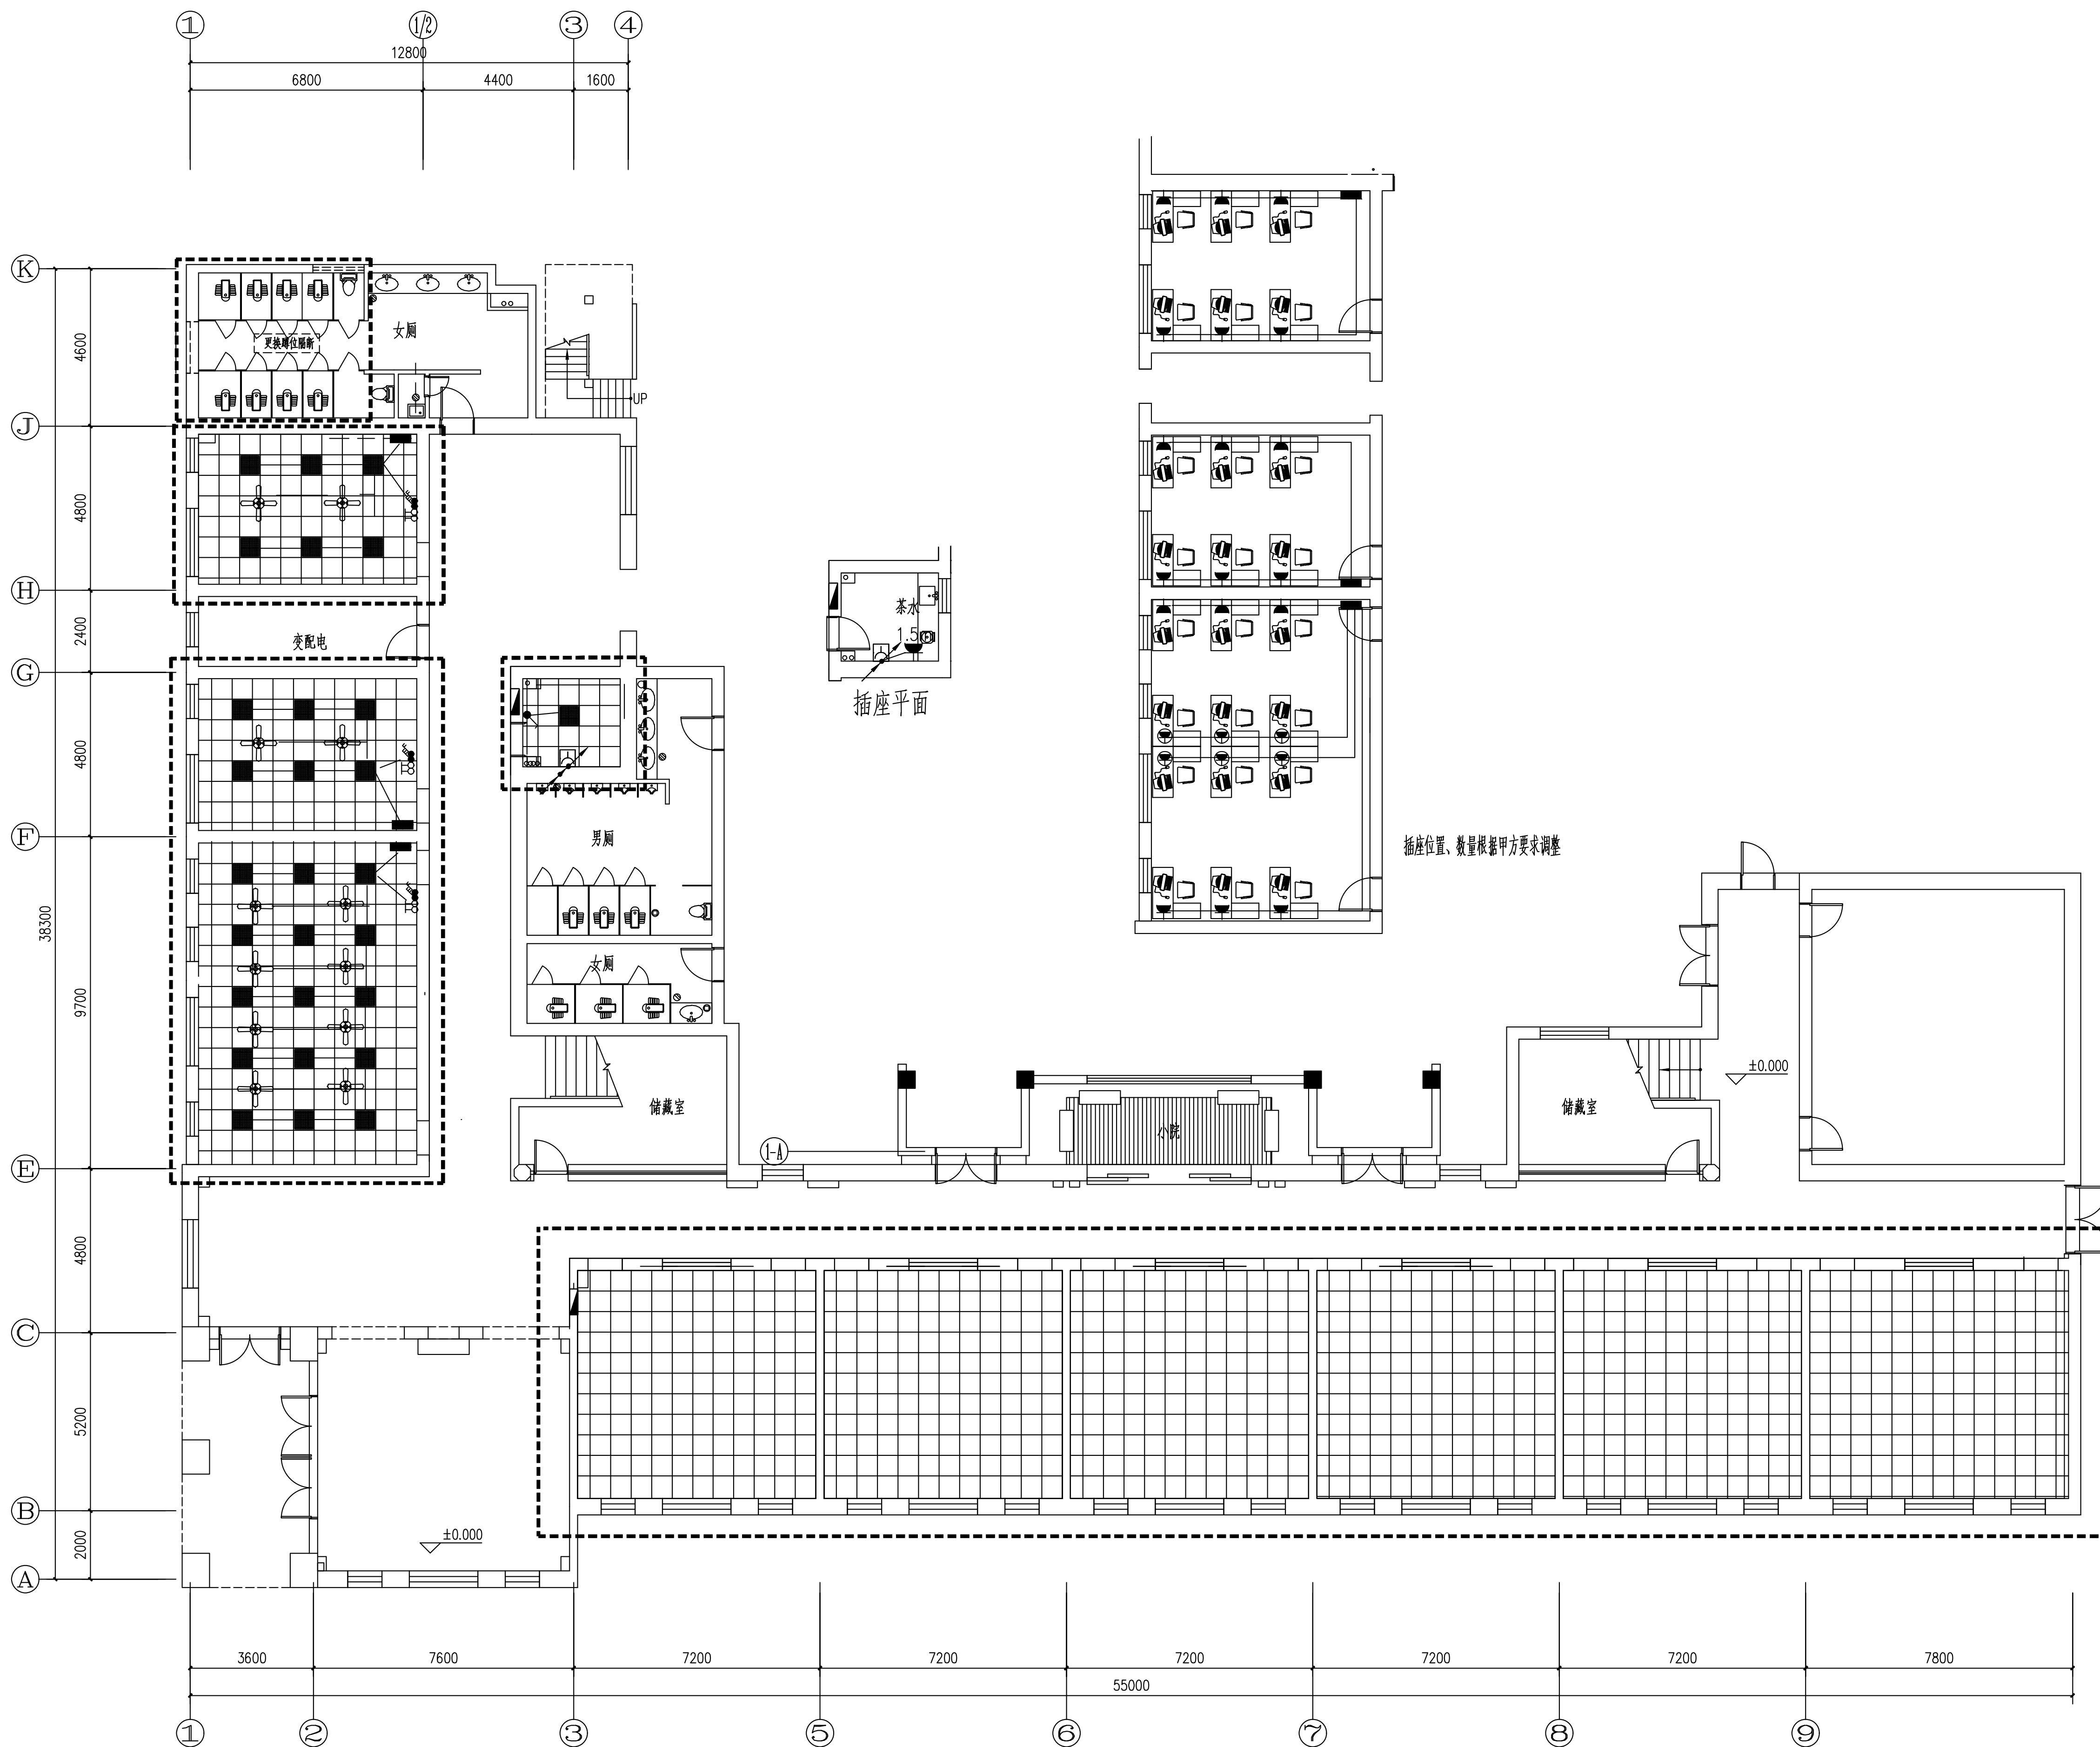 1 1/2 3 4
12800
6800 4400 1600
K
女厕
4600
更换蹲位隔断
UP
J
4800
H
茶水
2400
变配电
1.5
G
插座平面
4800
F
男厕
插座位置、数量根据甲方要求调整
38300
女厕
9700
±0.000
储藏室
储藏室
小院
1-A
E
4800
C
5200
B
±0.000
2000
A
3600 7600 7200 7200 7200 7200 7200 7800
55000
1 2 3 5 6 7 8 9